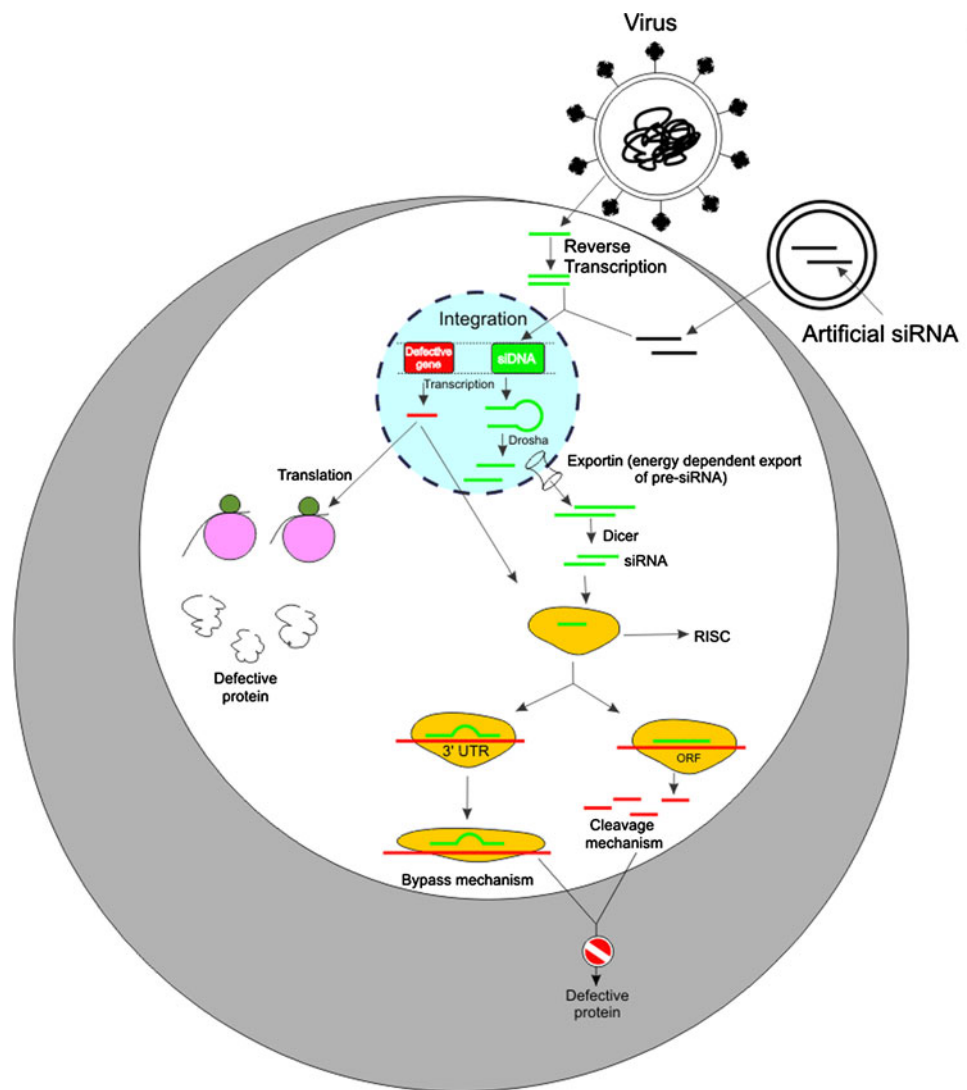 Virus
Reverse
Transcription
Artificial siRNA
Integration
Defective
gene
siDNA
Transcription
Drosha
Exportin (energy dependent export
of pre-siRNA)
Translation
Dicer
siRNA
RISC
Defective
protein
3' UTR
ORF
Cleavage
mechanism
Bypass mechanism
Defective
protein